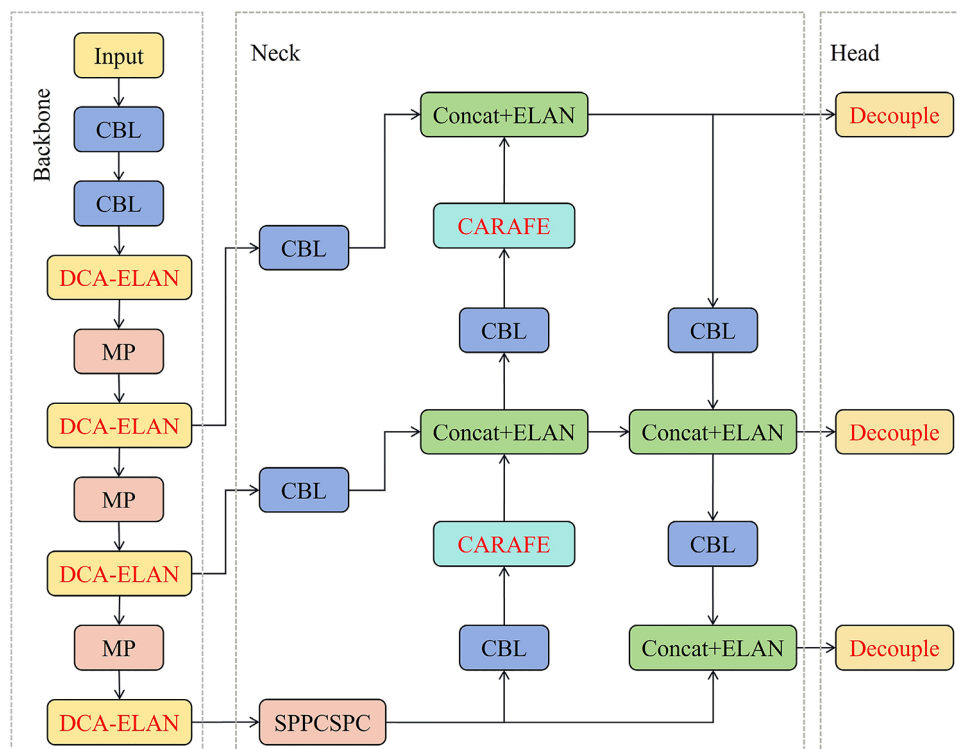 Backbone
Input
CBL
CBL
DCA-ELAN
MP
DCA-ELAN
MP
DCA-ELAN
MP
DCA-ELAN
Neck
CBL
CBL
SPPCSPC
Concat+ELAN
CARAFE
CBL
Concat+ELAN
CARAFE
CBL
CBL
Concat+ELAN
CBL
Concat+ELAN
Head
Decouple
Decouple
Decouple